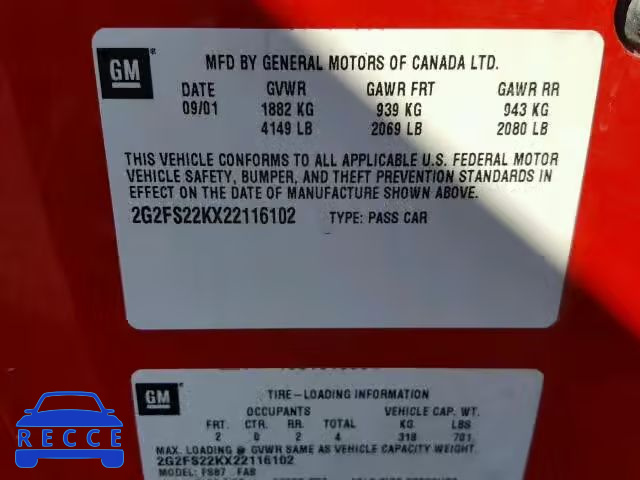 GM
MFD BY GENERAL MOTORS OF CANADA LTD.
DATE GVWR GAWR FRT GAWR RR
09/01 1882 KG 939 KG 943 KG
4149 LB 2069 LB 2080 LB
THIS VEHICLE CONFORMS TO ALL APPLICABLE U.S. FEDERAL MOTOR
VEHICLE SAFETY, BUMPER, AND THEFT PREVENTION STANDARDS IN
EFFECT ON THE DATE OF MANUFACTURE SHOWN ABOVE.
2G2FS22KX22116102 TYPE: PASS CAR
GM
TIRE-LOADING INFORMATION
OCCUPANTS VEHICLE CAP. WT.
FRT. CTR. RR. TOTAL KG LBS
2 0 2 4 318 701
MAX. LOADING @ GVWR SAME AS VEHICLE CAPACITY WEIGHT.
2G2FS22KX22116102
MODEL: FS87 FAB
RECCE